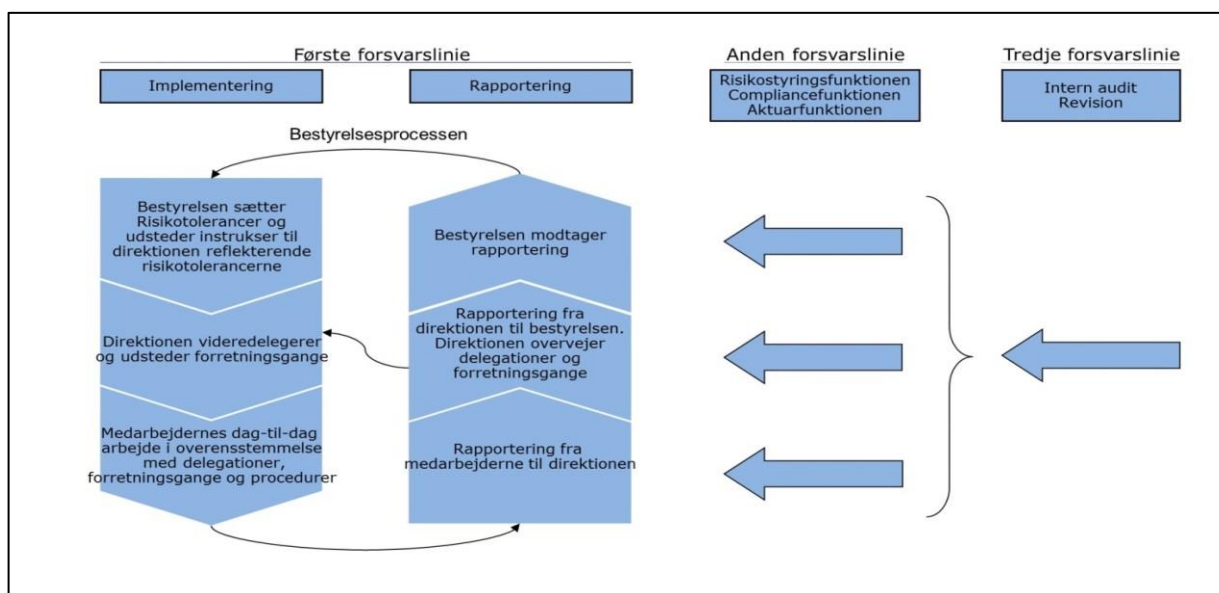 Første forsvarslinie
Implementering
Rapportering
Anden forsvarslinie
Risikostyringsfunktionen
Compliancefunktionen
Aktuarfunktionen
Tredje forsvarslinie
Intern audit
Revision
Bestyrelsesprocessen
Bestyrelsen sætter
Risikotolerancer og
udsteder instrukser til
direktionen reflekterende
risikotolerancerne
Direktionen videredelegerer
og udsteder forretningsgange
Medarbejdernes dag-til-dag
arbejde i overensstemmelse
med delegationer,
forretningsgange og procedurer
Bestyrelsen modtager
rapportering
Rapportering fra
direktionen til bestyrelsen.
Direktionen overvejer
delegationer og
forretningsgange
Rapportering fra
medarbejderne til direktionen